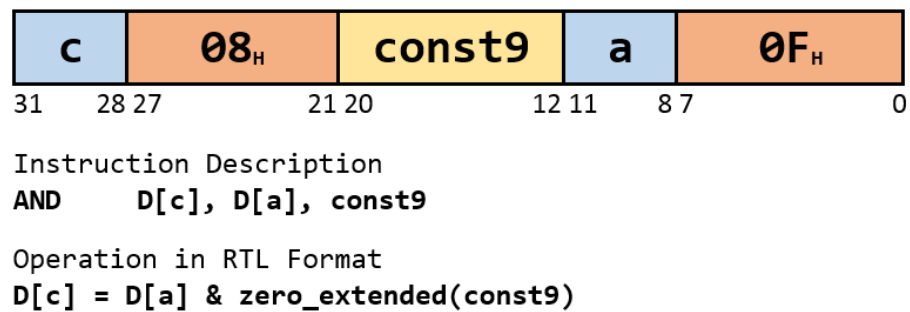 c 08H const9 a 0FH
31 28 27 21 20 12 11 8 7 0
Instruction Description
AND D[c], D[a], const9
Operation in RTL Format
D[c] = D[a] & zero_extended(const9)